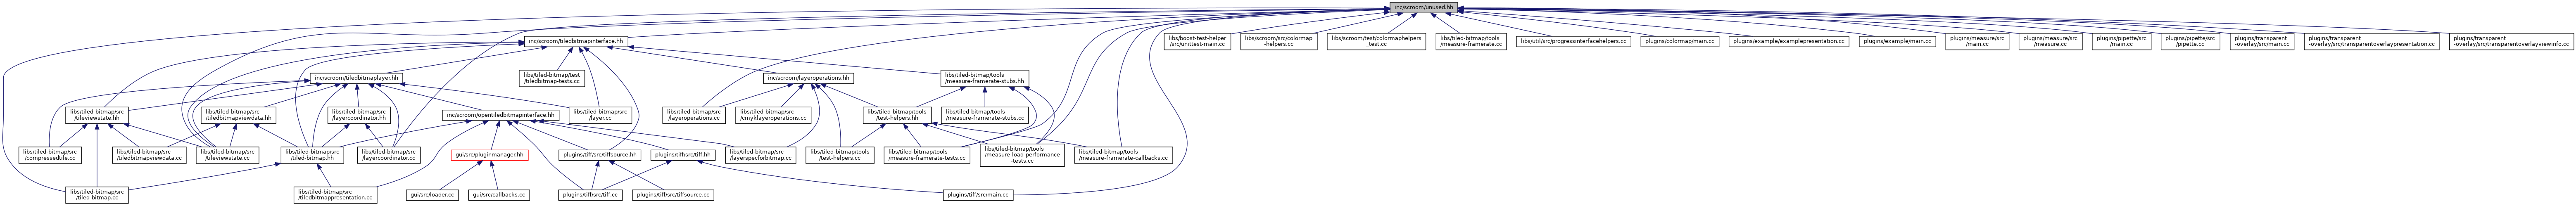 inc/scroom/unused.hh
inc/scroom/tiledbitmapinterface.hh
libs/boost-test-helper
/src/unittest-main.cc
libs/scroom/src/colormap
-helpers.cc
libs/scroom/test/colormaphelpers
_test.cc
libs/tiled-bitmap/tools
/measure-framerate.cc
libs/util/src/progressinterfacehelpers.cc
plugins/colormap/main.cc
plugins/example/examplepresentation.cc
plugins/example/main.cc
plugins/measure/src
/main.cc
plugins/measure/src
/measure.cc
plugins/pipette/src
/main.cc
plugins/pipette/src
/pipette.cc
plugins/transparent
-overlay/src/main.cc
plugins/transparent
-overlay/src/transparentoverlaypresentation.cc
plugins/transparent
-overlay/src/transparentoverlayviewinfo.cc
inc/scroom/tiledbitmaplayer.hh
libs/tiled-bitmap/test
/tiledbitmap-tests.cc
inc/scroom/layeroperations.hh
libs/tiled-bitmap/tools
/measure-framerate-stubs.hh
libs/tiled-bitmap/src
/tileviewstate.hh
libs/tiled-bitmap/src
/tiledbitmapviewdata.hh
libs/tiled-bitmap/src
/layercoordinator.hh
inc/scroom/opentiledbitmapinterface.hh
libs/tiled-bitmap/src
/layer.cc
libs/tiled-bitmap/src
/layeroperations.cc
libs/tiled-bitmap/src
/cmyklayeroperations.cc
libs/tiled-bitmap/tools
/test-helpers.hh
libs/tiled-bitmap/tools
/measure-framerate-stubs.cc
libs/tiled-bitmap/src
/compressedtile.cc
libs/tiled-bitmap/src
/tiledbitmapviewdata.cc
libs/tiled-bitmap/src
/tileviewstate.cc
libs/tiled-bitmap/src
/tiled-bitmap.hh
libs/tiled-bitmap/src
/layercoordinator.cc
gui/src/pluginmanager.hh
plugins/tiff/src/tiffsource.hh
plugins/tiff/src/tiff.hh
libs/tiled-bitmap/src
/layerspecforbitmap.cc
libs/tiled-bitmap/tools
/test-helpers.cc
libs/tiled-bitmap/tools
/measure-framerate-tests.cc
libs/tiled-bitmap/tools
/measure-load-performance
-tests.cc
libs/tiled-bitmap/tools
/measure-framerate-callbacks.cc
libs/tiled-bitmap/src
/tiled-bitmap.cc
libs/tiled-bitmap/src
/tiledbitmappresentation.cc
gui/src/loader.cc
gui/src/callbacks.cc
plugins/tiff/src/tiff.cc
plugins/tiff/src/tiffsource.cc
plugins/tiff/src/main.cc